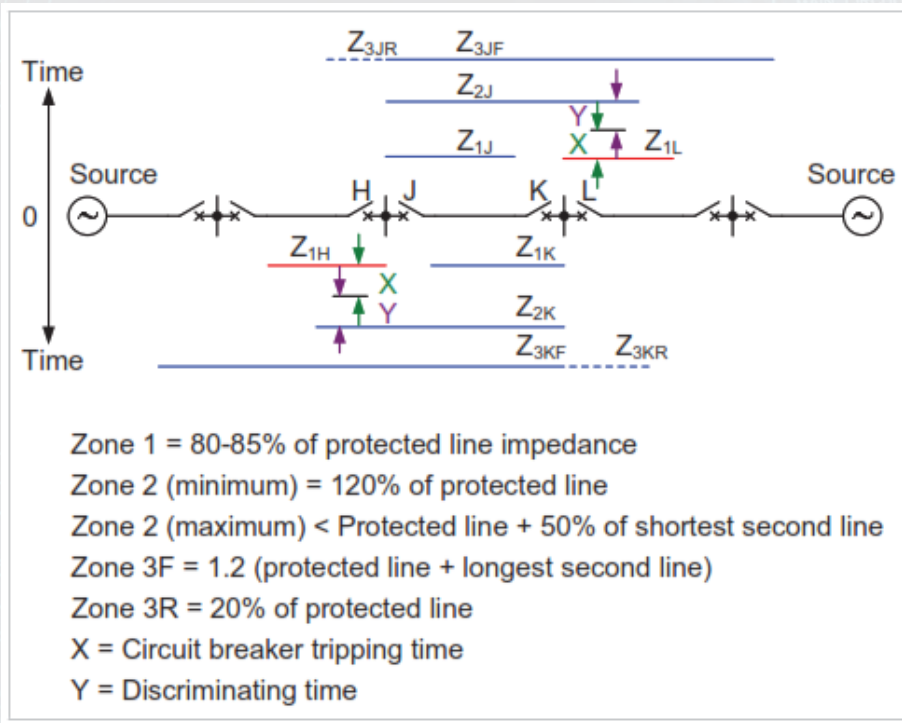 Z3JR Z3JF
Time
Z2J
Y
X
Z1J Z1L
Source Source
H J K L
0
Z1H Z1K
X
Y
Z2K
Z3KF Z3KR
Time
Zone 1 = 80-85% of protected line impedance
Zone 2 (minimum) = 120% of protected line
Zone 2 (maximum) < Protected line + 50% of shortest second line
Zone 3F = 1.2 (protected line + longest second line)
Zone 3R = 20% of protected line
X = Circuit breaker tripping time
Y = Discriminating time